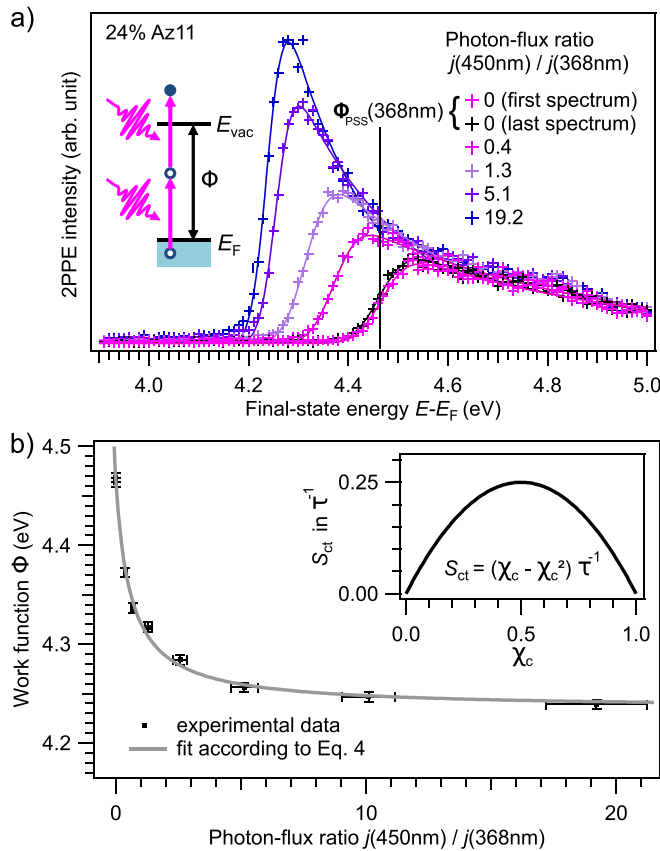 a)
24% Az11
Photon-flux ratio
j(450nm) / j(368nm)
Φ_PSS(368nm)
{ 0 (first spectrum)
0 (last spectrum)
0.4
1.3
5.1
19.2
E_vac
Φ
E_F
2PPE intensity (arb. unit)
4.0 4.2 4.4 4.6 4.8 5.0
Final-state energy E-E_F (eV)
b)
4.5
4.4
4.3
4.2
Work function Φ (eV)
0.25
0.00
S_ct in τ⁻¹
S_ct = (χ_c - χ_c²) τ⁻¹
0.0 0.5 1.0
χ_c
experimental data
fit according to Eq. 4
0 10 20
Photon-flux ratio j(450nm) / j(368nm)